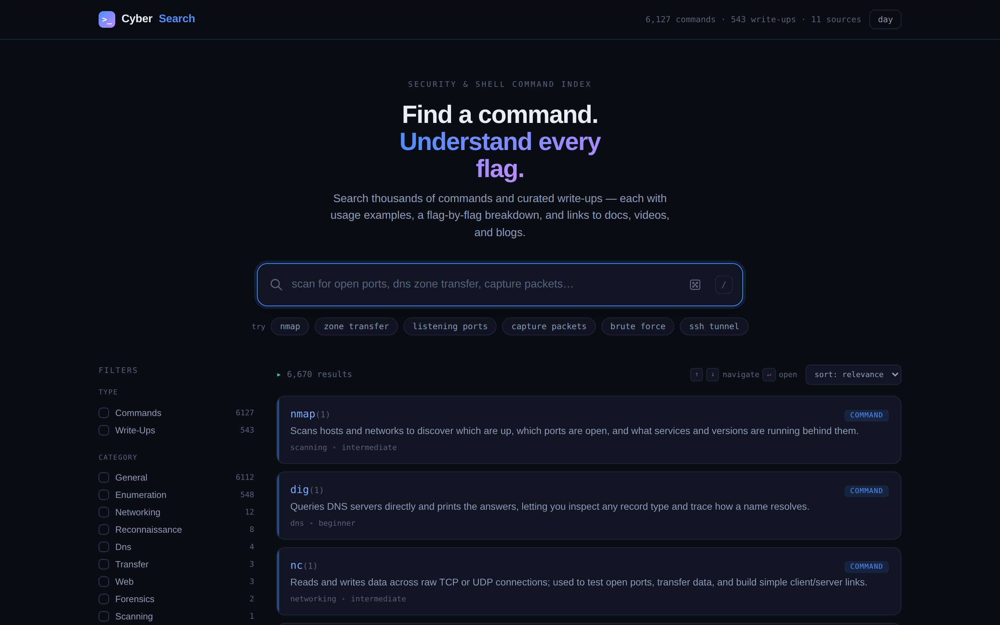 >_ Cyber Search
6,127 commands · 543 write-ups · 11 sources
day
SECURITY & SHELL COMMAND INDEX
Find a command.
Understand every
flag.
Search thousands of commands and curated write-ups — each with
usage examples, a flag-by-flag breakdown, and links to docs, videos,
and blogs.
scan for open ports, dns zone transfer, capture packets… /
try nmap zone transfer listening ports capture packets brute force ssh tunnel
FILTERS
TYPE
Commands 6127
Write-Ups 543
CATEGORY
General 6112
Enumeration 548
Networking 12
Reconnaissance 8
Dns 4
Transfer 3
Web 3
Forensics 2
Scanning 1
▸ 6,670 results
↑ ↓ navigate ↵ open sort: relevance
nmap(1) COMMAND
Scans hosts and networks to discover which are up, which ports are open, and what services and versions are running behind them.
scanning • intermediate
dig(1) COMMAND
Queries DNS servers directly and prints the answers, letting you inspect any record type and trace how a name resolves.
dns • beginner
nc(1) COMMAND
Reads and writes data across raw TCP or UDP connections; used to test open ports, transfer data, and build simple client/server links.
networking • intermediate